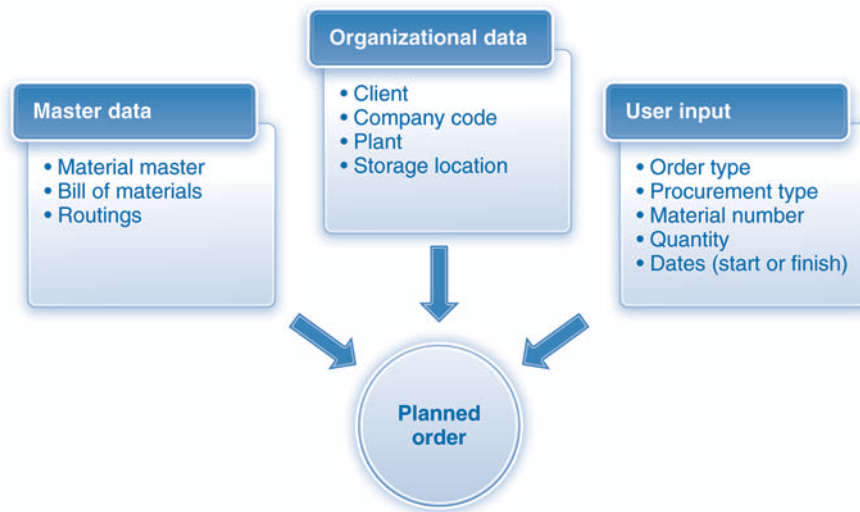 Organizational data
• Client
• Company code
• Plant
• Storage location
Master data
• Material master
• Bill of materials
• Routings
User input
• Order type
• Procurement type
• Material number
• Quantity
• Dates (start or finish)
Planned
order